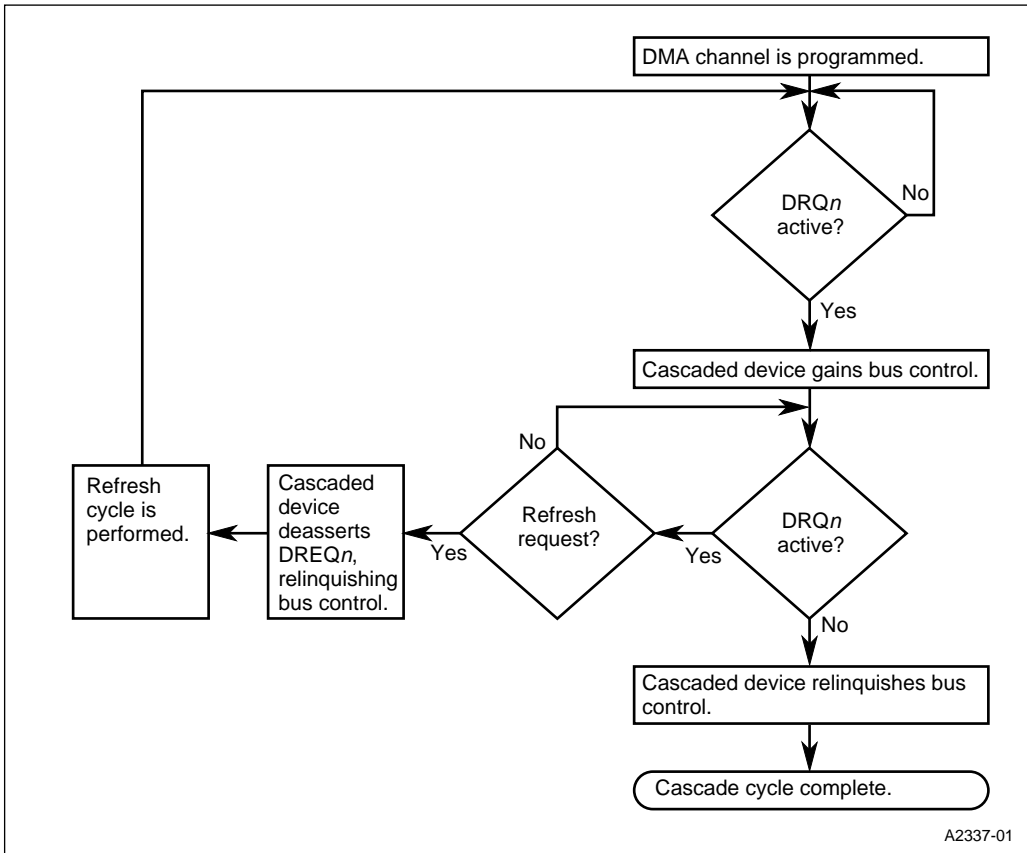 DMA channel is programmed.
DRQn
active?
No
Yes
Cascaded device gains bus control.
No
Refresh
cycle is
performed.
Cascaded
device
deasserts
DREQn,
relinquishing
bus control.
Yes
Refresh
request?
Yes
DRQn
active?
No
Cascaded device relinquishes bus
control.
Cascade cycle complete.
A2337-01